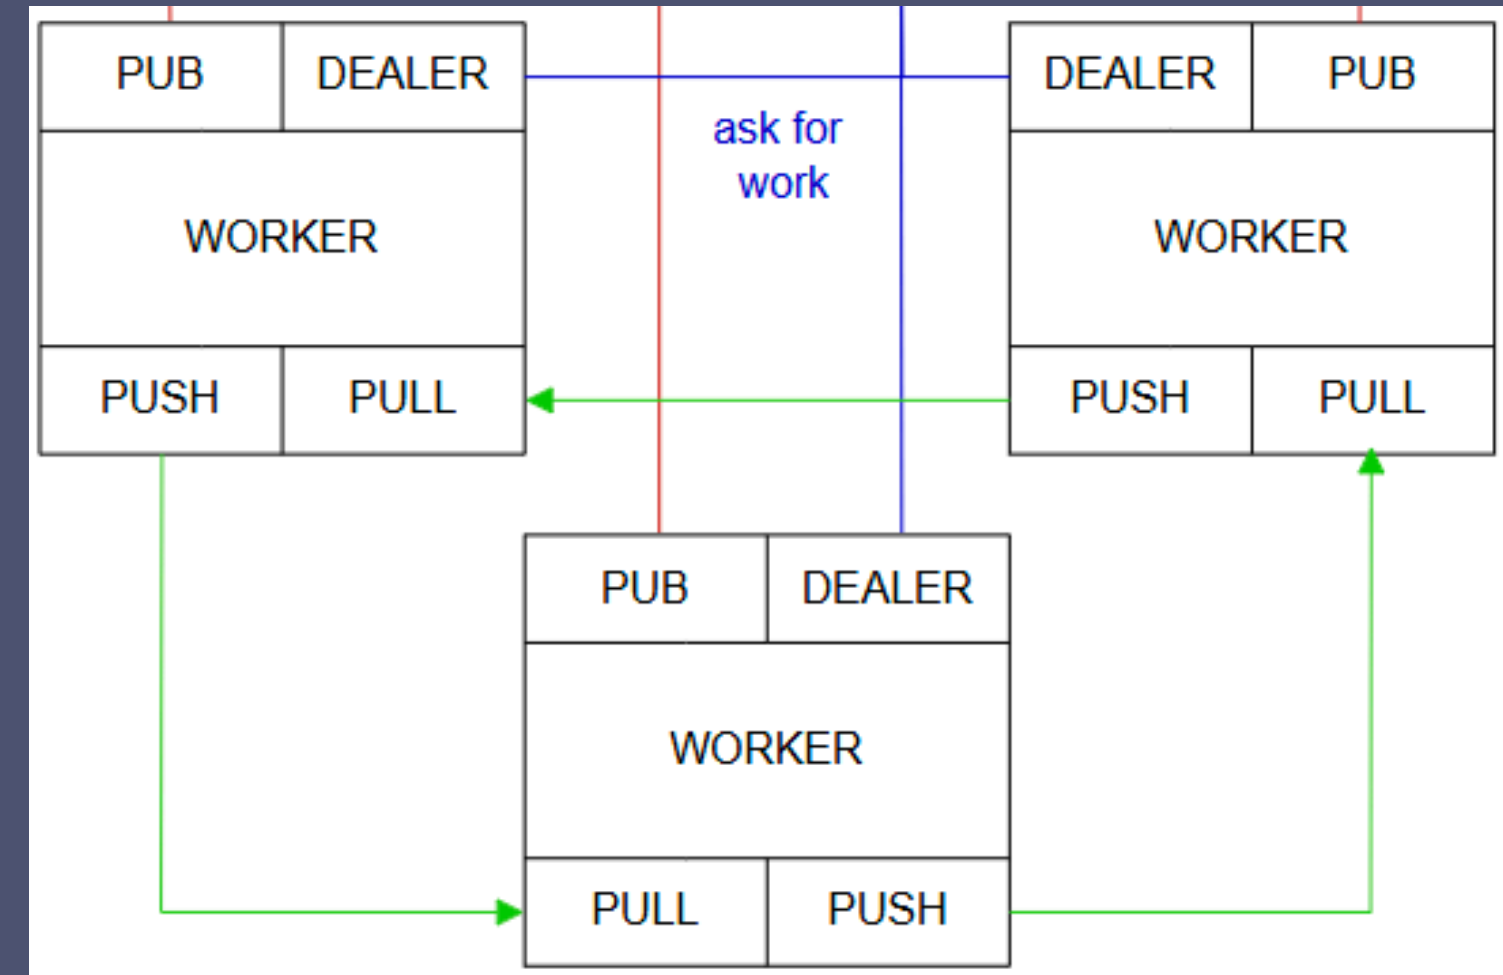 PUB DEALER
DEALER PUB
ask for
work
WORKER
WORKER
PUSH PULL
PUSH PULL
PUB DEALER
WORKER
PULL PUSH